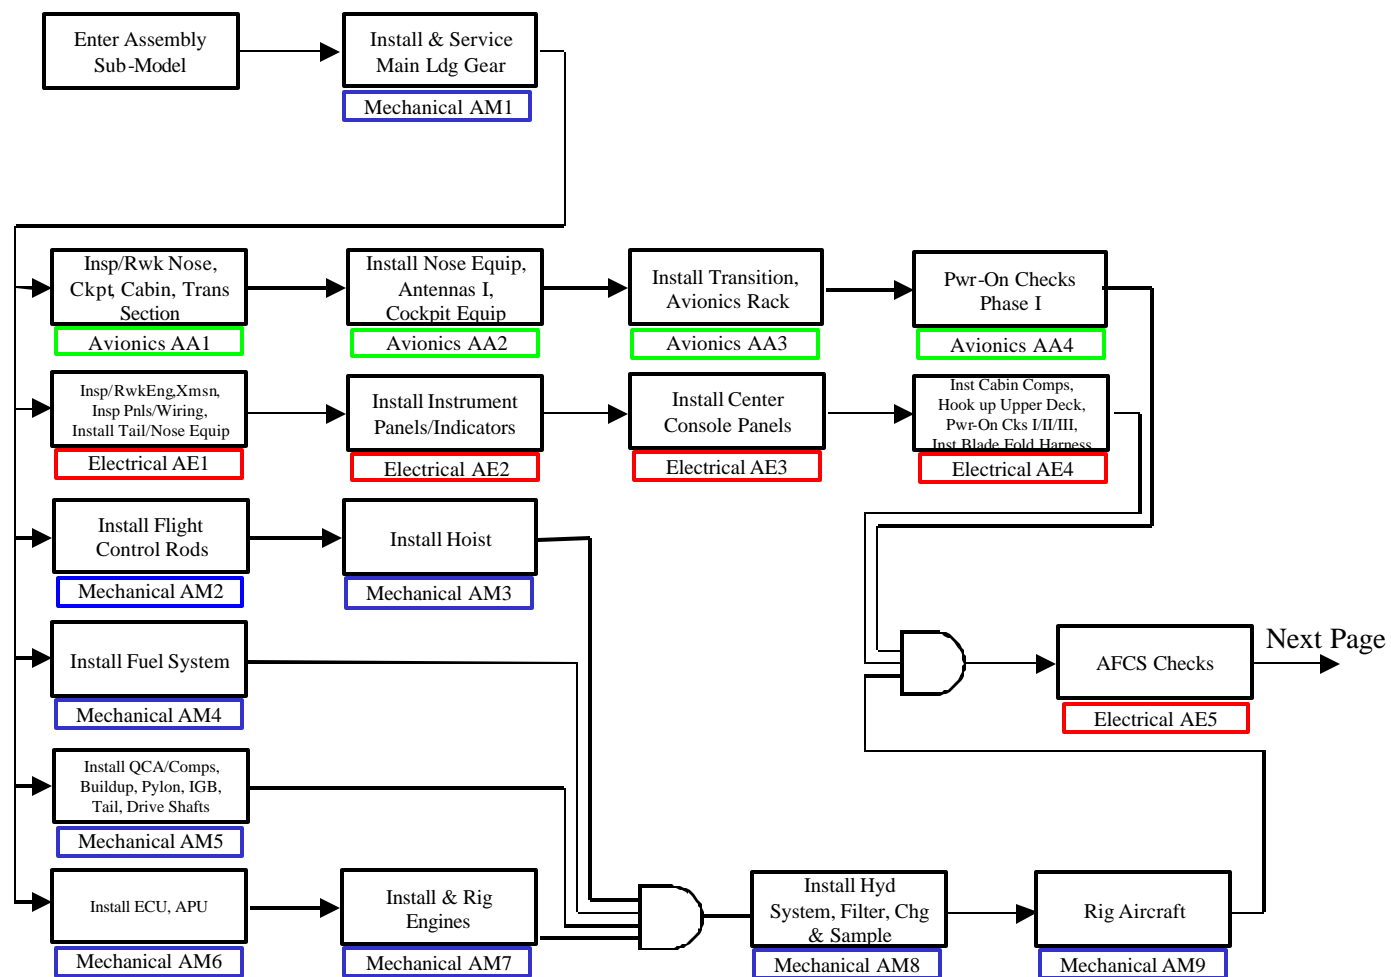 Enter Assembly
Sub-Model
Install & Service
Main Ldg Gear
Mechanical AM1
Insp/Rwk Nose,
Ckpt, Cabin, Trans
Section
Avionics AA1
Install Nose Equip,
Antennas I,
Cockpit Equip
Avionics AA2
Install Transition,
Avionics Rack
Avionics AA3
Pwr-On Checks
Phase I
Avionics AA4
Insp/RwkEng,Xmsn,
Insp Pnls/Wiring,
Install Tail/Nose Equip
Electrical AE1
Install Instrument
Panels/Indicators
Electrical AE2
Install Center
Console Panels
Electrical AE3
Inst Cabin Comps,
Hook up Upper Deck,
Pwr-On Cks I/II/III,
Inst Blade Fold Harness
Electrical AE4
Install Flight
Control Rods
Mechanical AM2
Install Hoist
Mechanical AM3
Install Fuel System
Mechanical AM4
AFCS Checks
Electrical AE5
Next Page
Install QCA/Comps,
Buildup, Pylon, IGB,
Tail, Drive Shafts
Mechanical AM5
Install ECU, APU
Mechanical AM6
Install & Rig
Engines
Mechanical AM7
Install Hyd
System, Filter, Chg
& Sample
Mechanical AM8
Rig Aircraft
Mechanical AM9